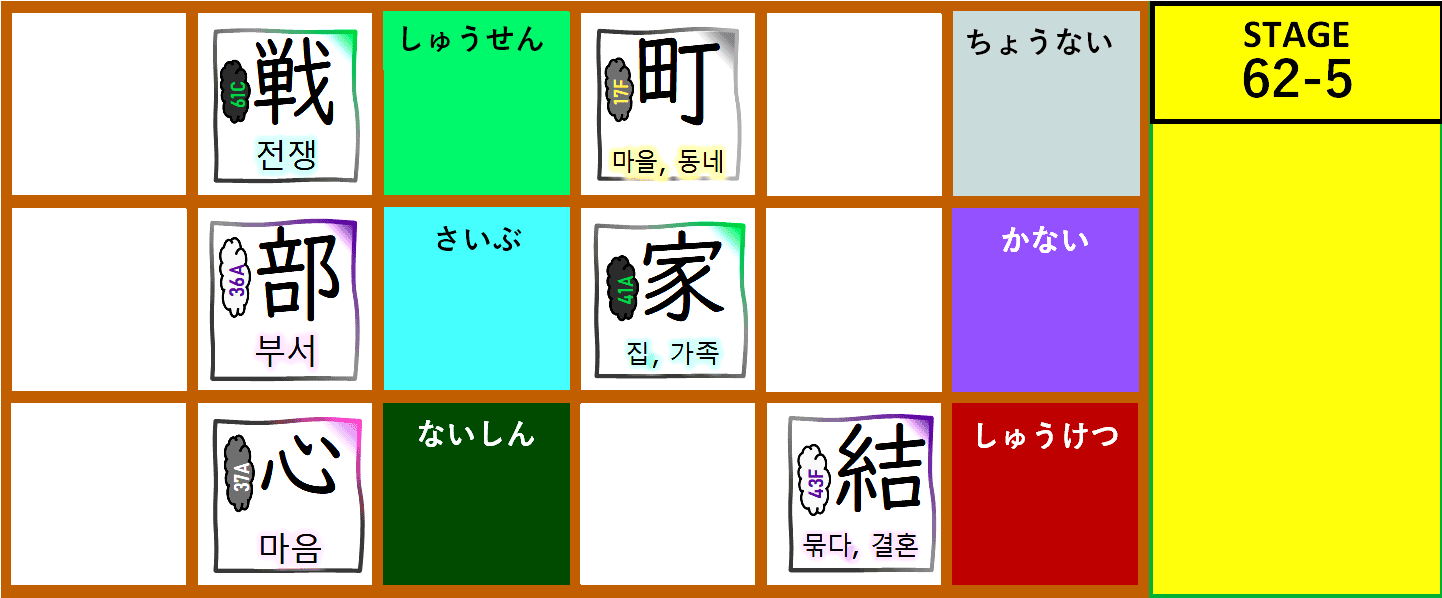 戦
61C
전쟁
しゅうせん
町
17F
마을, 동네
ちょうない
STAGE
62-5
部
36A
부서
さいぶ
家
41A
집, 가족
かない
心
37A
마음
ないしん
結
43F
묶다, 결혼
しゅうけつ